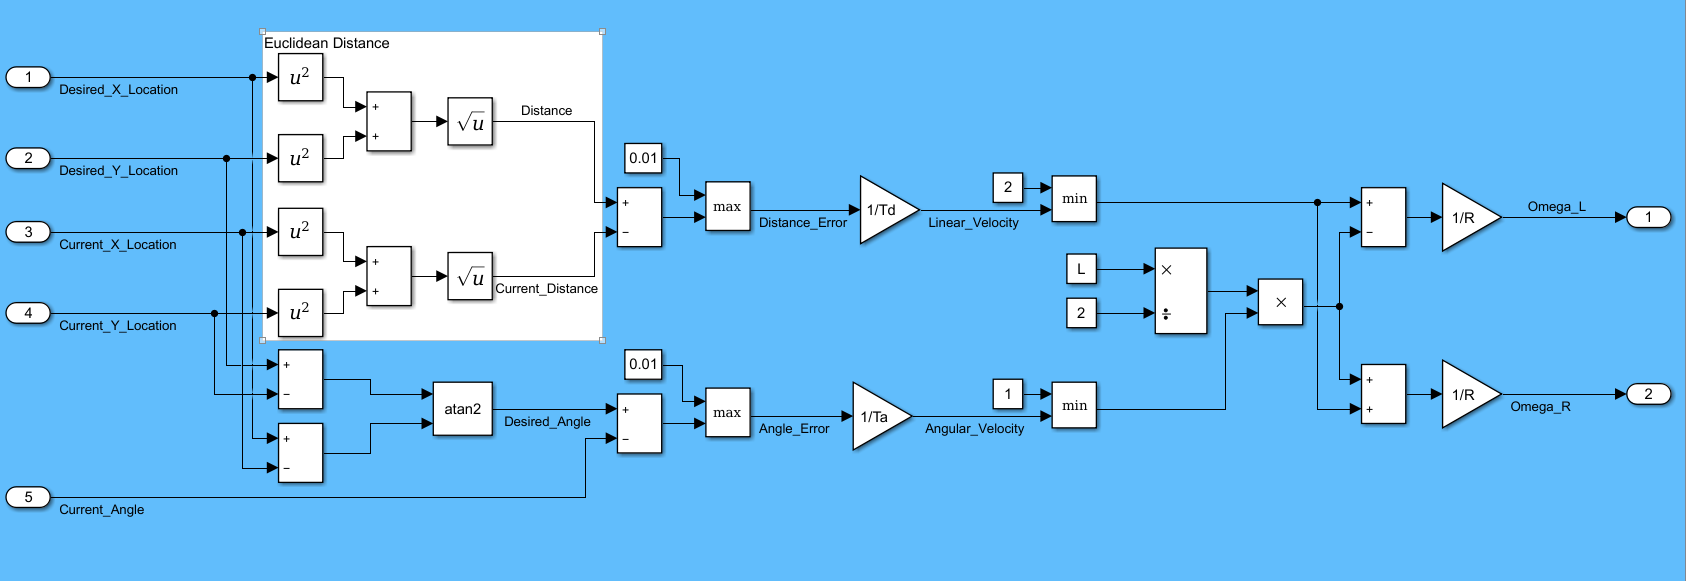 Euclidean Distance
1
Desired_X_Location
u²
+
+
√u
Distance
2
Desired_Y_Location
u²
0.01
+
−
max
Distance_Error
1/Td
Linear_Velocity
2
min
+
−
1/R
Omega_L
1
3
Current_X_Location
u²
+
+
√u
Current_Distance
4
Current_Y_Location
u²
L
2
×
÷
×
+
−
+
−
atan2
Desired_Angle
0.01
+
−
max
Angle_Error
1/Ta
Angular_Velocity
1
min
+
+
1/R
Omega_R
2
5
Current_Angle